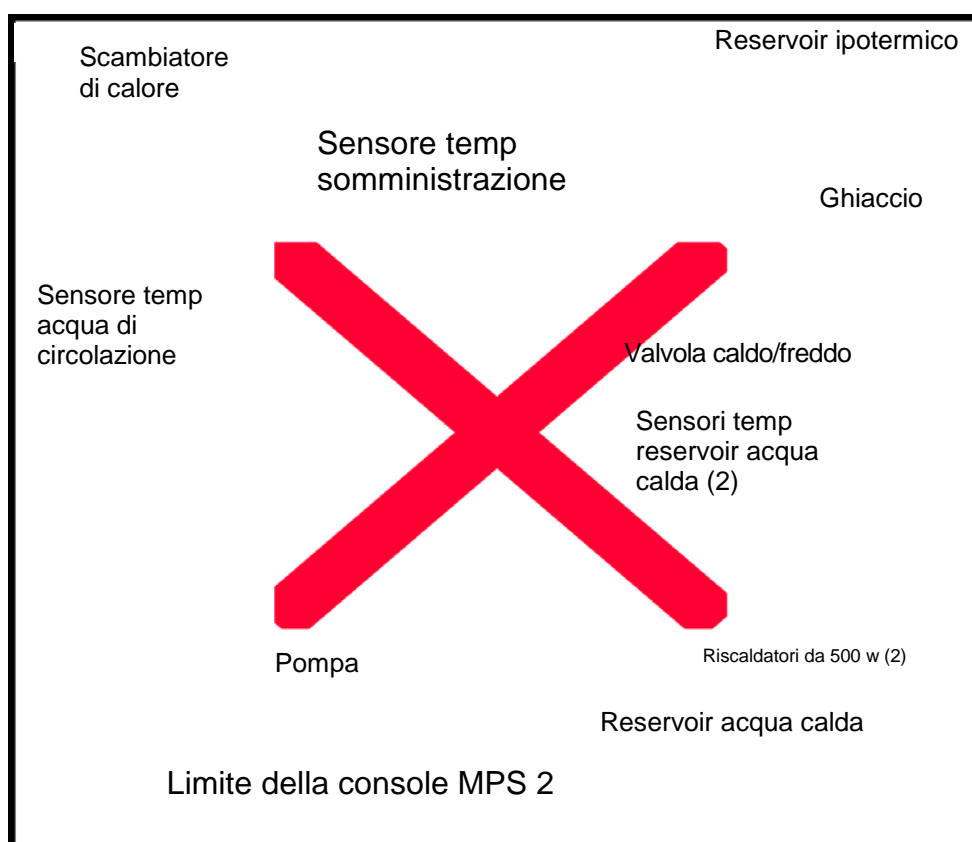 Scambiatore
di calore
Reservoir ipotermico
Sensore temp
somministrazione
Ghiaccio
Sensore temp
acqua di
circolazione
Valvola caldo/freddo
Sensori temp
reservoir acqua
calda (2)
Pompa
Riscaldatori da 500 w (2)
Reservoir acqua calda
Limite della console MPS 2